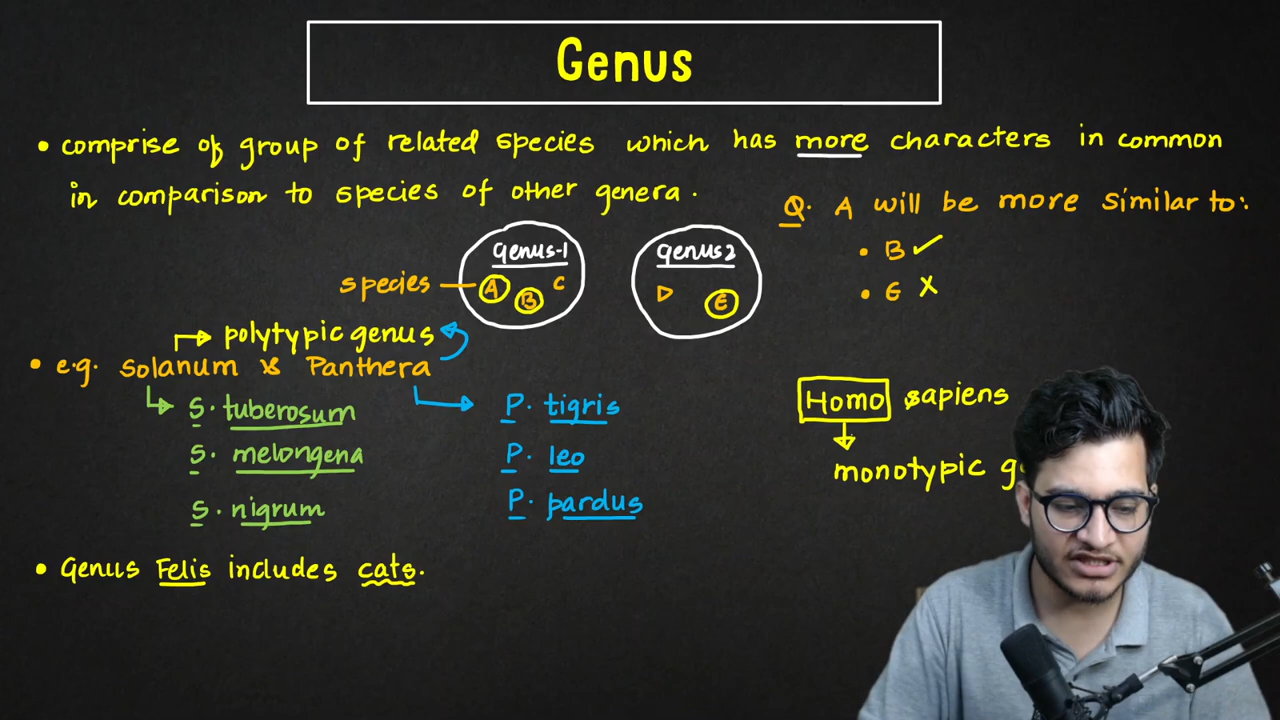 Genus
• comprise of group of related species which has more characters in common
in comparison to species of other genera.
Q. A will be more similar to:
• B ✓
• E X
genus-1
genus 2
species
A B C
D E
polytypic genus
• e.g. Solanum & Panthera
S. tuberosum
S. melongena
S. nigrum
P. tigris
P. leo
P. pardus
Homo sapiens
monotypic g
• Genus Felis includes cats.